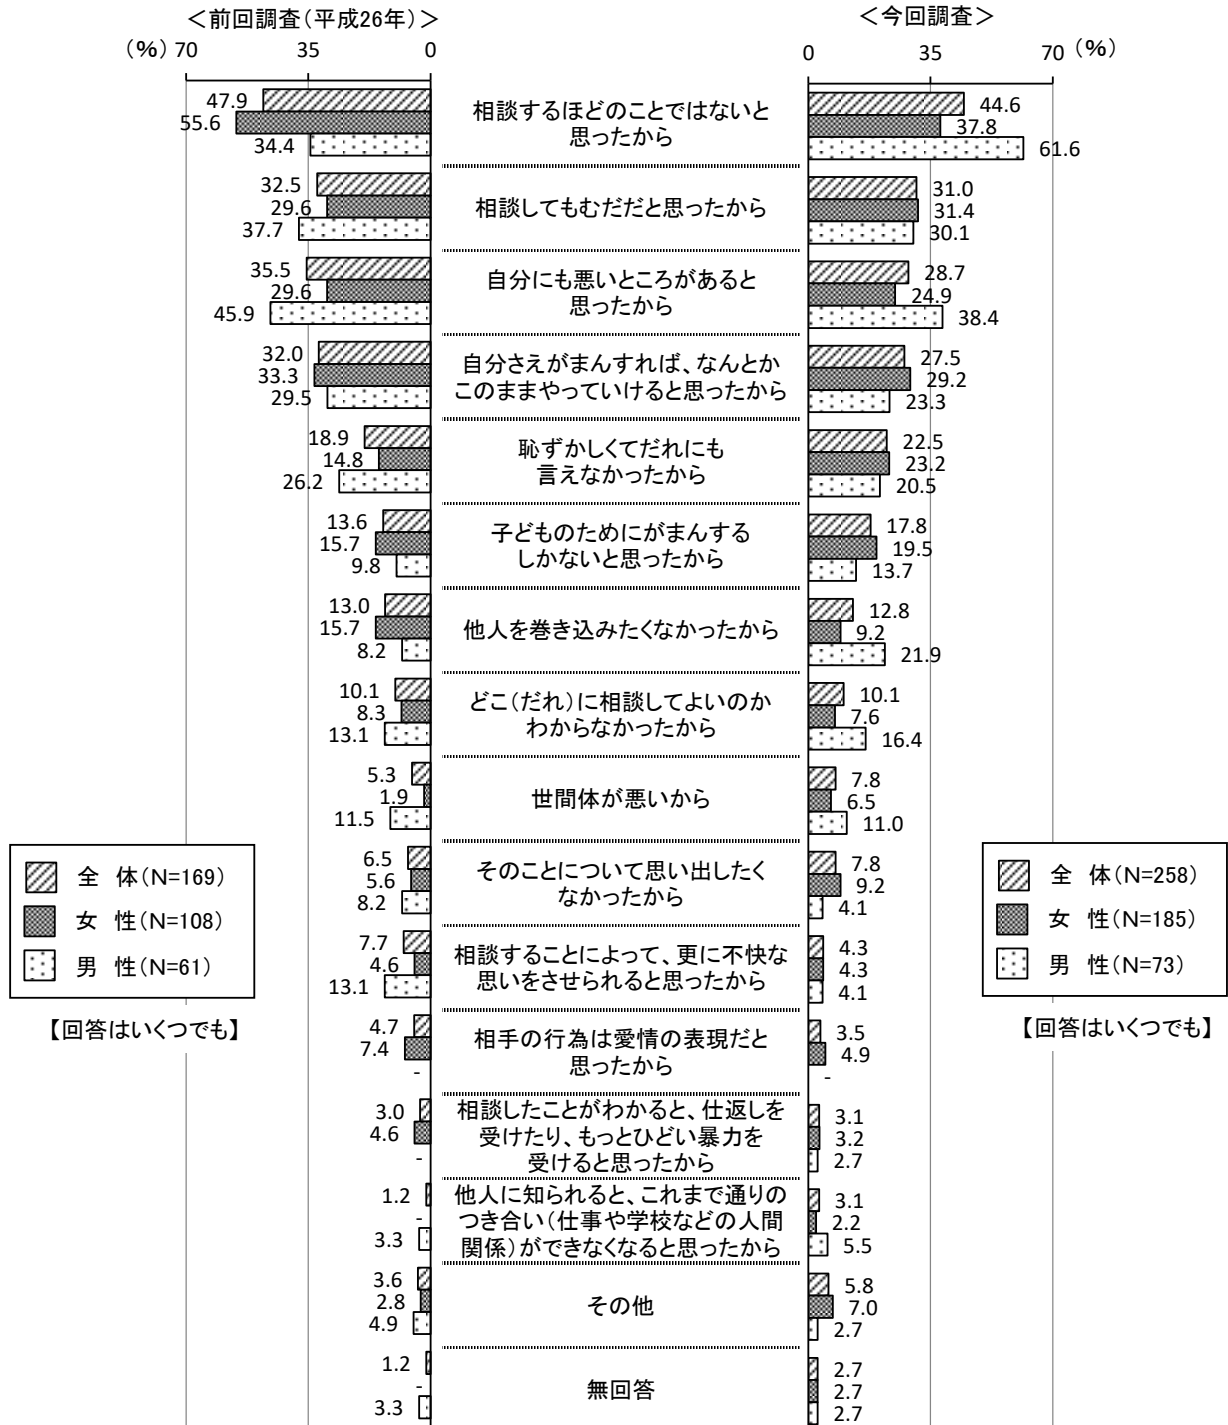 ＜前回調査（平成26年）＞
（%） 70 35 0
＜今回調査＞
0 35 70 （%）
47.9
55.6
34.4
相談するほどのことではないと
思ったから
44.6
37.8
61.6
32.5
29.6
37.7
相談してもむだだと思ったから
31.0
31.4
30.1
35.5
29.6
45.9
自分にも悪いところがあると
思ったから
28.7
24.9
38.4
32.0
33.3
29.5
自分さえがまんすれば、なんとか
このままやっていけると思ったから
27.5
29.2
23.3
18.9
14.8
26.2
恥ずかしくてだれにも
言えなかったから
22.5
23.2
20.5
13.6
15.7
9.8
子どものためにがまんする
しかないと思ったから
17.8
19.5
13.7
13.0
15.7
8.2
他人を巻き込みたくなかったから
12.8
9.2
21.9
10.1
8.3
13.1
どこ（だれ）に相談してよいのか
わからなかったから
10.1
7.6
16.4
5.3
1.9
11.5
世間体が悪いから
7.8
6.5
11.0
6.5
5.6
8.2
そのことについて思い出したく
なかったから
7.8
9.2
4.1
7.7
4.6
13.1
相談することによって、更に不快な
思いをさせられると思ったから
4.3
4.3
4.1
4.7
7.4
-
相手の行為は愛情の表現だと
思ったから
3.5
4.9
-
3.0
4.6
-
相談したことがわかると、仕返しを
受けたり、もっとひどい暴力を
受けると思ったから
3.1
3.2
2.7
1.2
-
3.3
他人に知られると、これまで通りの
つき合い（仕事や学校などの人間
関係）ができなくなると思ったから
3.1
2.2
5.5
3.6
2.8
4.9
その他
5.8
7.0
2.7
1.2
-
3.3
無回答
2.7
2.7
2.7
全　体（N=169）
女　性（N=108）
男　性（N=61）
【回答はいくつでも】
全　体（N=258）
女　性（N=185）
男　性（N=73）
【回答はいくつでも】